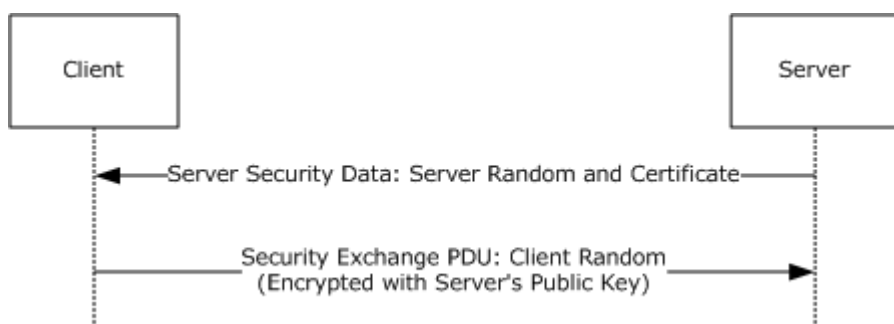 Client
Server
Server Security Data: Server Random and Certificate
Security Exchange PDU: Client Random
(Encrypted with Server's Public Key)